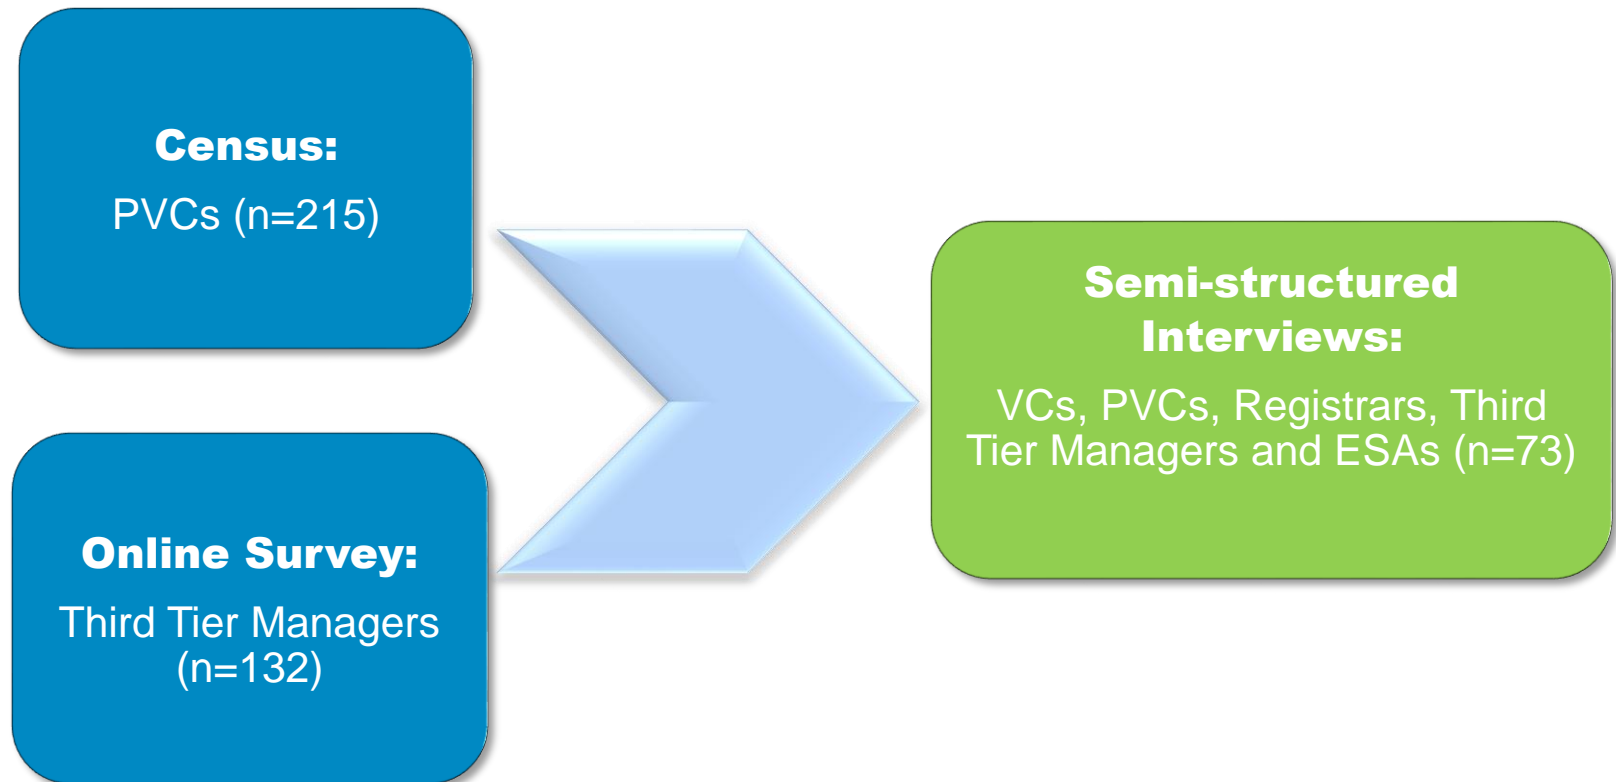 Census:
PVCs (n=215)
Online Survey:
Third Tier Managers
(n=132)
Semi-structured
Interviews:
VCs, PVCs, Registrars, Third
Tier Managers and ESAs (n=73)